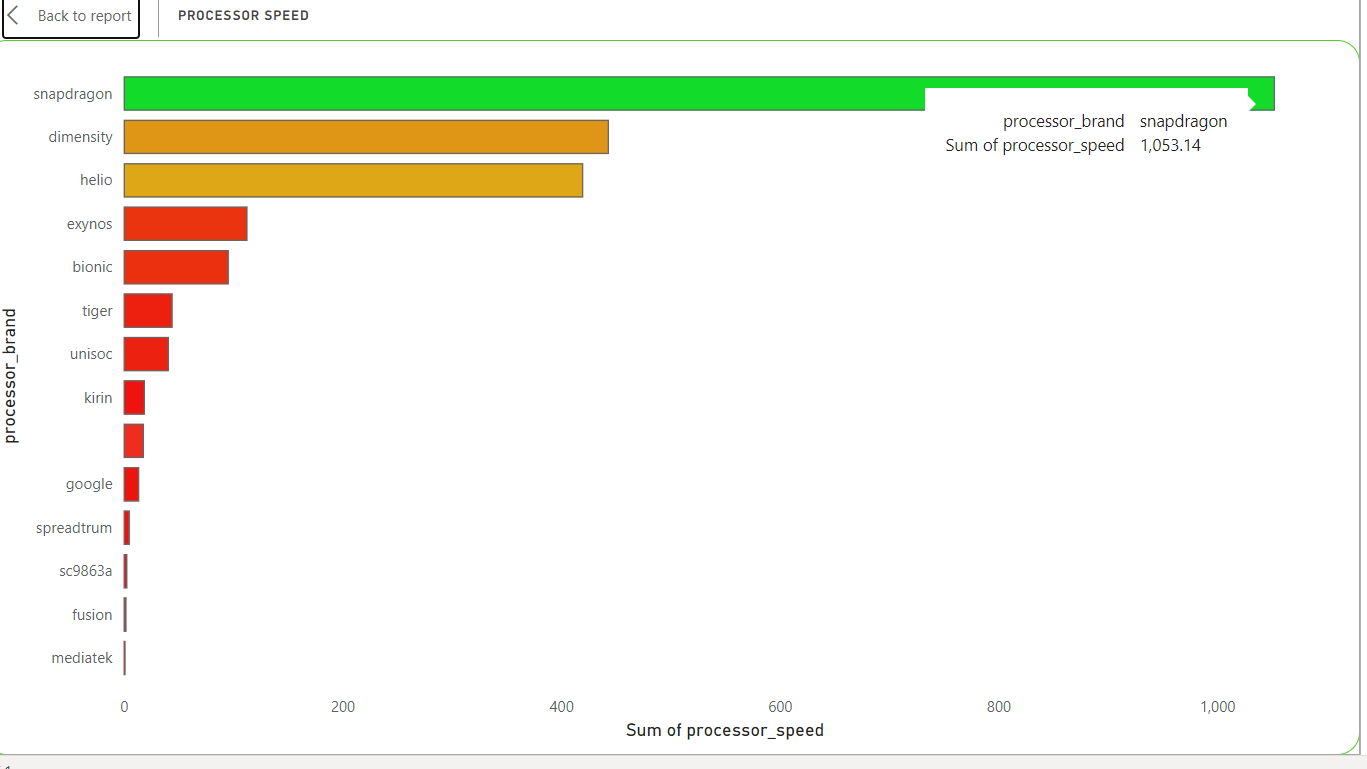 Back to report
PROCESSOR SPEED
processor_brand
snapdragon
dimensity
helio
exynos
bionic
tiger
unisoc
kirin
google
spreadtrum
sc9863a
fusion
mediatek
processor_brand snapdragon
Sum of processor_speed 1,053.14
0 200 400 600 800 1,000
Sum of processor_speed